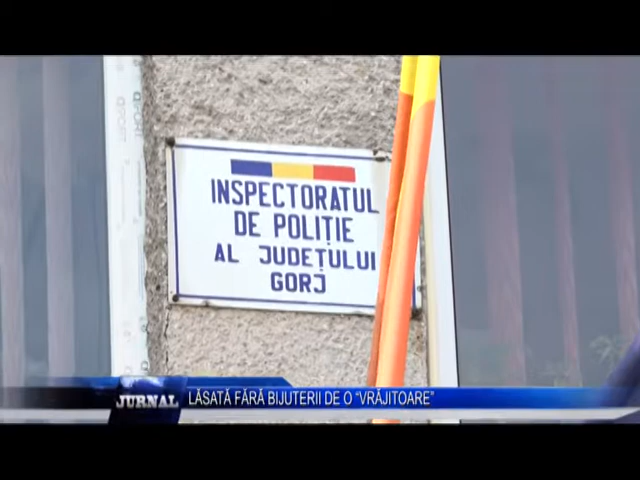 INSPECTORATUL
DE POLIȚIE
AL JUDEȚULUI
GORJ
JURNAL
LĂSATĂ FĂRĂ BIJUTERII DE O "VRĂJITOARE"